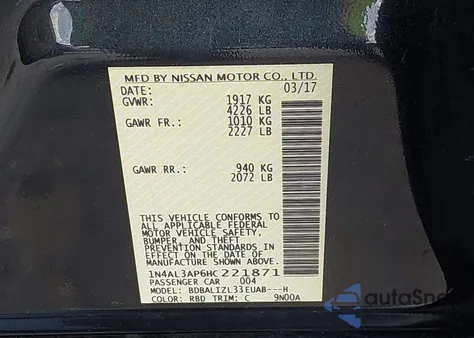 MFD BY NISSAN MOTOR CO., LTD.
DATE: 03/17
GVWR: 1917 KG
4226 LB
GAWR FR.: 1010 KG
2227 LB
GAWR RR.: 940 KG
2072 LB
THIS VEHICLE CONFORMS TO
ALL APPLICABLE FEDERAL
MOTOR VEHICLE SAFETY,
BUMPER, AND THEFT
PREVENTION STANDARDS
IN EFFECT ON THE DATE OF
MANUFACTURE SHOWN ABOVE.
1N4AL3AP6HC221871
PASSENGER CAR 004
MODEL: BDBALIZL33EUAB---H
COLOR: RBD TRIM: C 9N00A